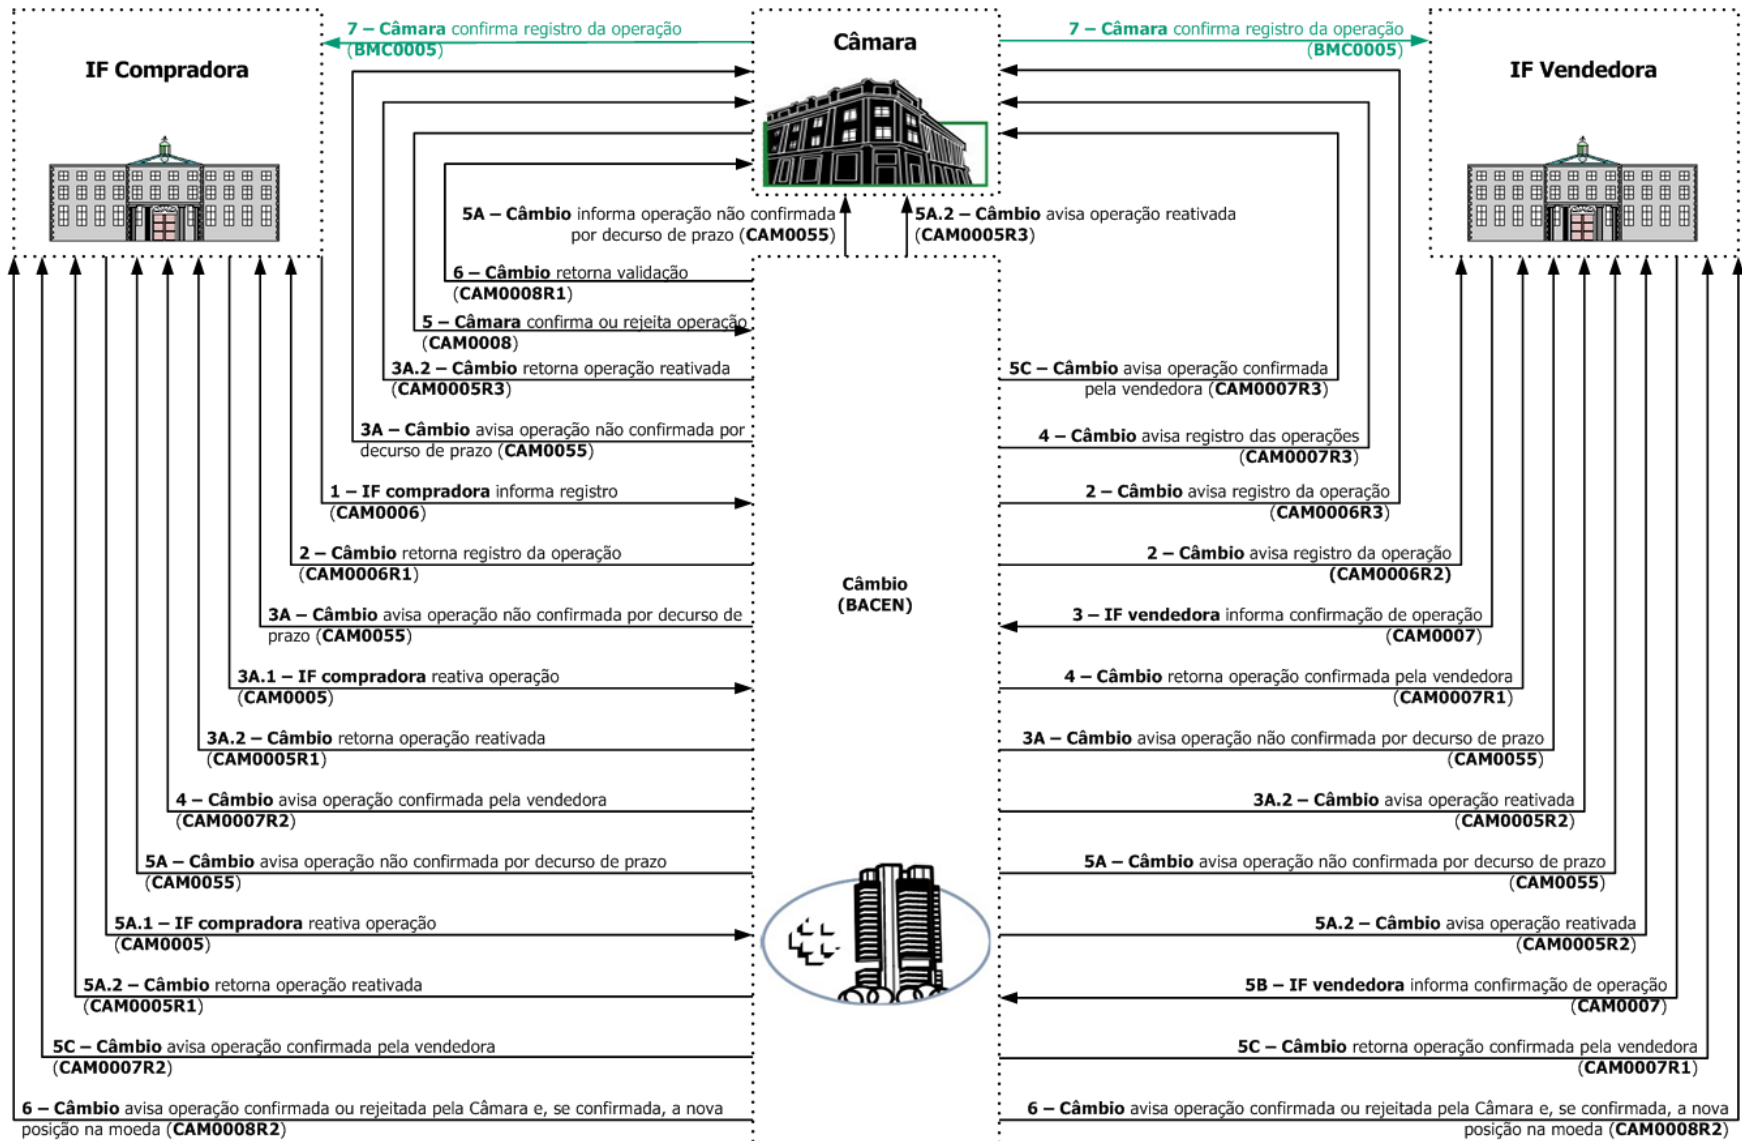 7 – Câmara confirma registro da operação
(BMC0005)
Câmara
7 – Câmara confirma registro da operação
(BMC0005)
IF Compradora
IF Vendedora
5A – Câmbio informa operação não confirmada
por decurso de prazo (CAM0055)
5A.2 – Câmbio avisa operação reativada
(CAM0005R3)
6 – Câmbio retorna validação
(CAM0008R1)
5 – Câmara confirma ou rejeita operação
(CAM0008)
3A.2 – Câmbio retorna operação reativada
(CAM0005R3)
5C – Câmbio avisa operação confirmada
pela vendedora (CAM0007R3)
3A – Câmbio avisa operação não confirmada por
decurso de prazo (CAM0055)
4 – Câmbio avisa registro das operações
(CAM0007R3)
1 – IF compradora informa registro
(CAM0006)
2 – Câmbio avisa registro da operação
(CAM0006R3)
2 – Câmbio retorna registro da operação
(CAM0006R1)
2 – Câmbio avisa registro da operação
(CAM0006R2)
Câmbio
(BACEN)
3A – Câmbio avisa operação não confirmada por decurso de
prazo (CAM0055)
3 – IF vendedora informa confirmação de operação
(CAM0007)
3A.1 – IF compradora reativa operação
(CAM0005)
4 – Câmbio retorna operação confirmada pela vendedora
(CAM0007R1)
3A.2 – Câmbio retorna operação reativada
(CAM0005R1)
3A – Câmbio avisa operação não confirmada por decurso de prazo
(CAM0055)
4 – Câmbio avisa operação confirmada pela vendedora
(CAM0007R2)
3A.2 – Câmbio avisa operação reativada
(CAM0005R2)
5A – Câmbio avisa operação não confirmada por decurso de prazo
(CAM0055)
5A – Câmbio avisa operação não confirmada por decurso de prazo
(CAM0055)
5A.1 – IF compradora reativa operação
(CAM0005)
5A.2 – Câmbio avisa operação reativada
(CAM0005R2)
5A.2 – Câmbio retorna operação reativada
(CAM0005R1)
5B – IF vendedora informa confirmação de operação
(CAM0007)
5C – Câmbio avisa operação confirmada pela vendedora
(CAM0007R2)
5C – Câmbio retorna operação confirmada pela vendedora
(CAM0007R1)
6 – Câmbio avisa operação confirmada ou rejeitada pela Câmara e, se confirmada, a nova
posição na moeda (CAM0008R2)
6 – Câmbio avisa operação confirmada ou rejeitada pela Câmara e, se confirmada, a nova
posição na moeda (CAM0008R2)